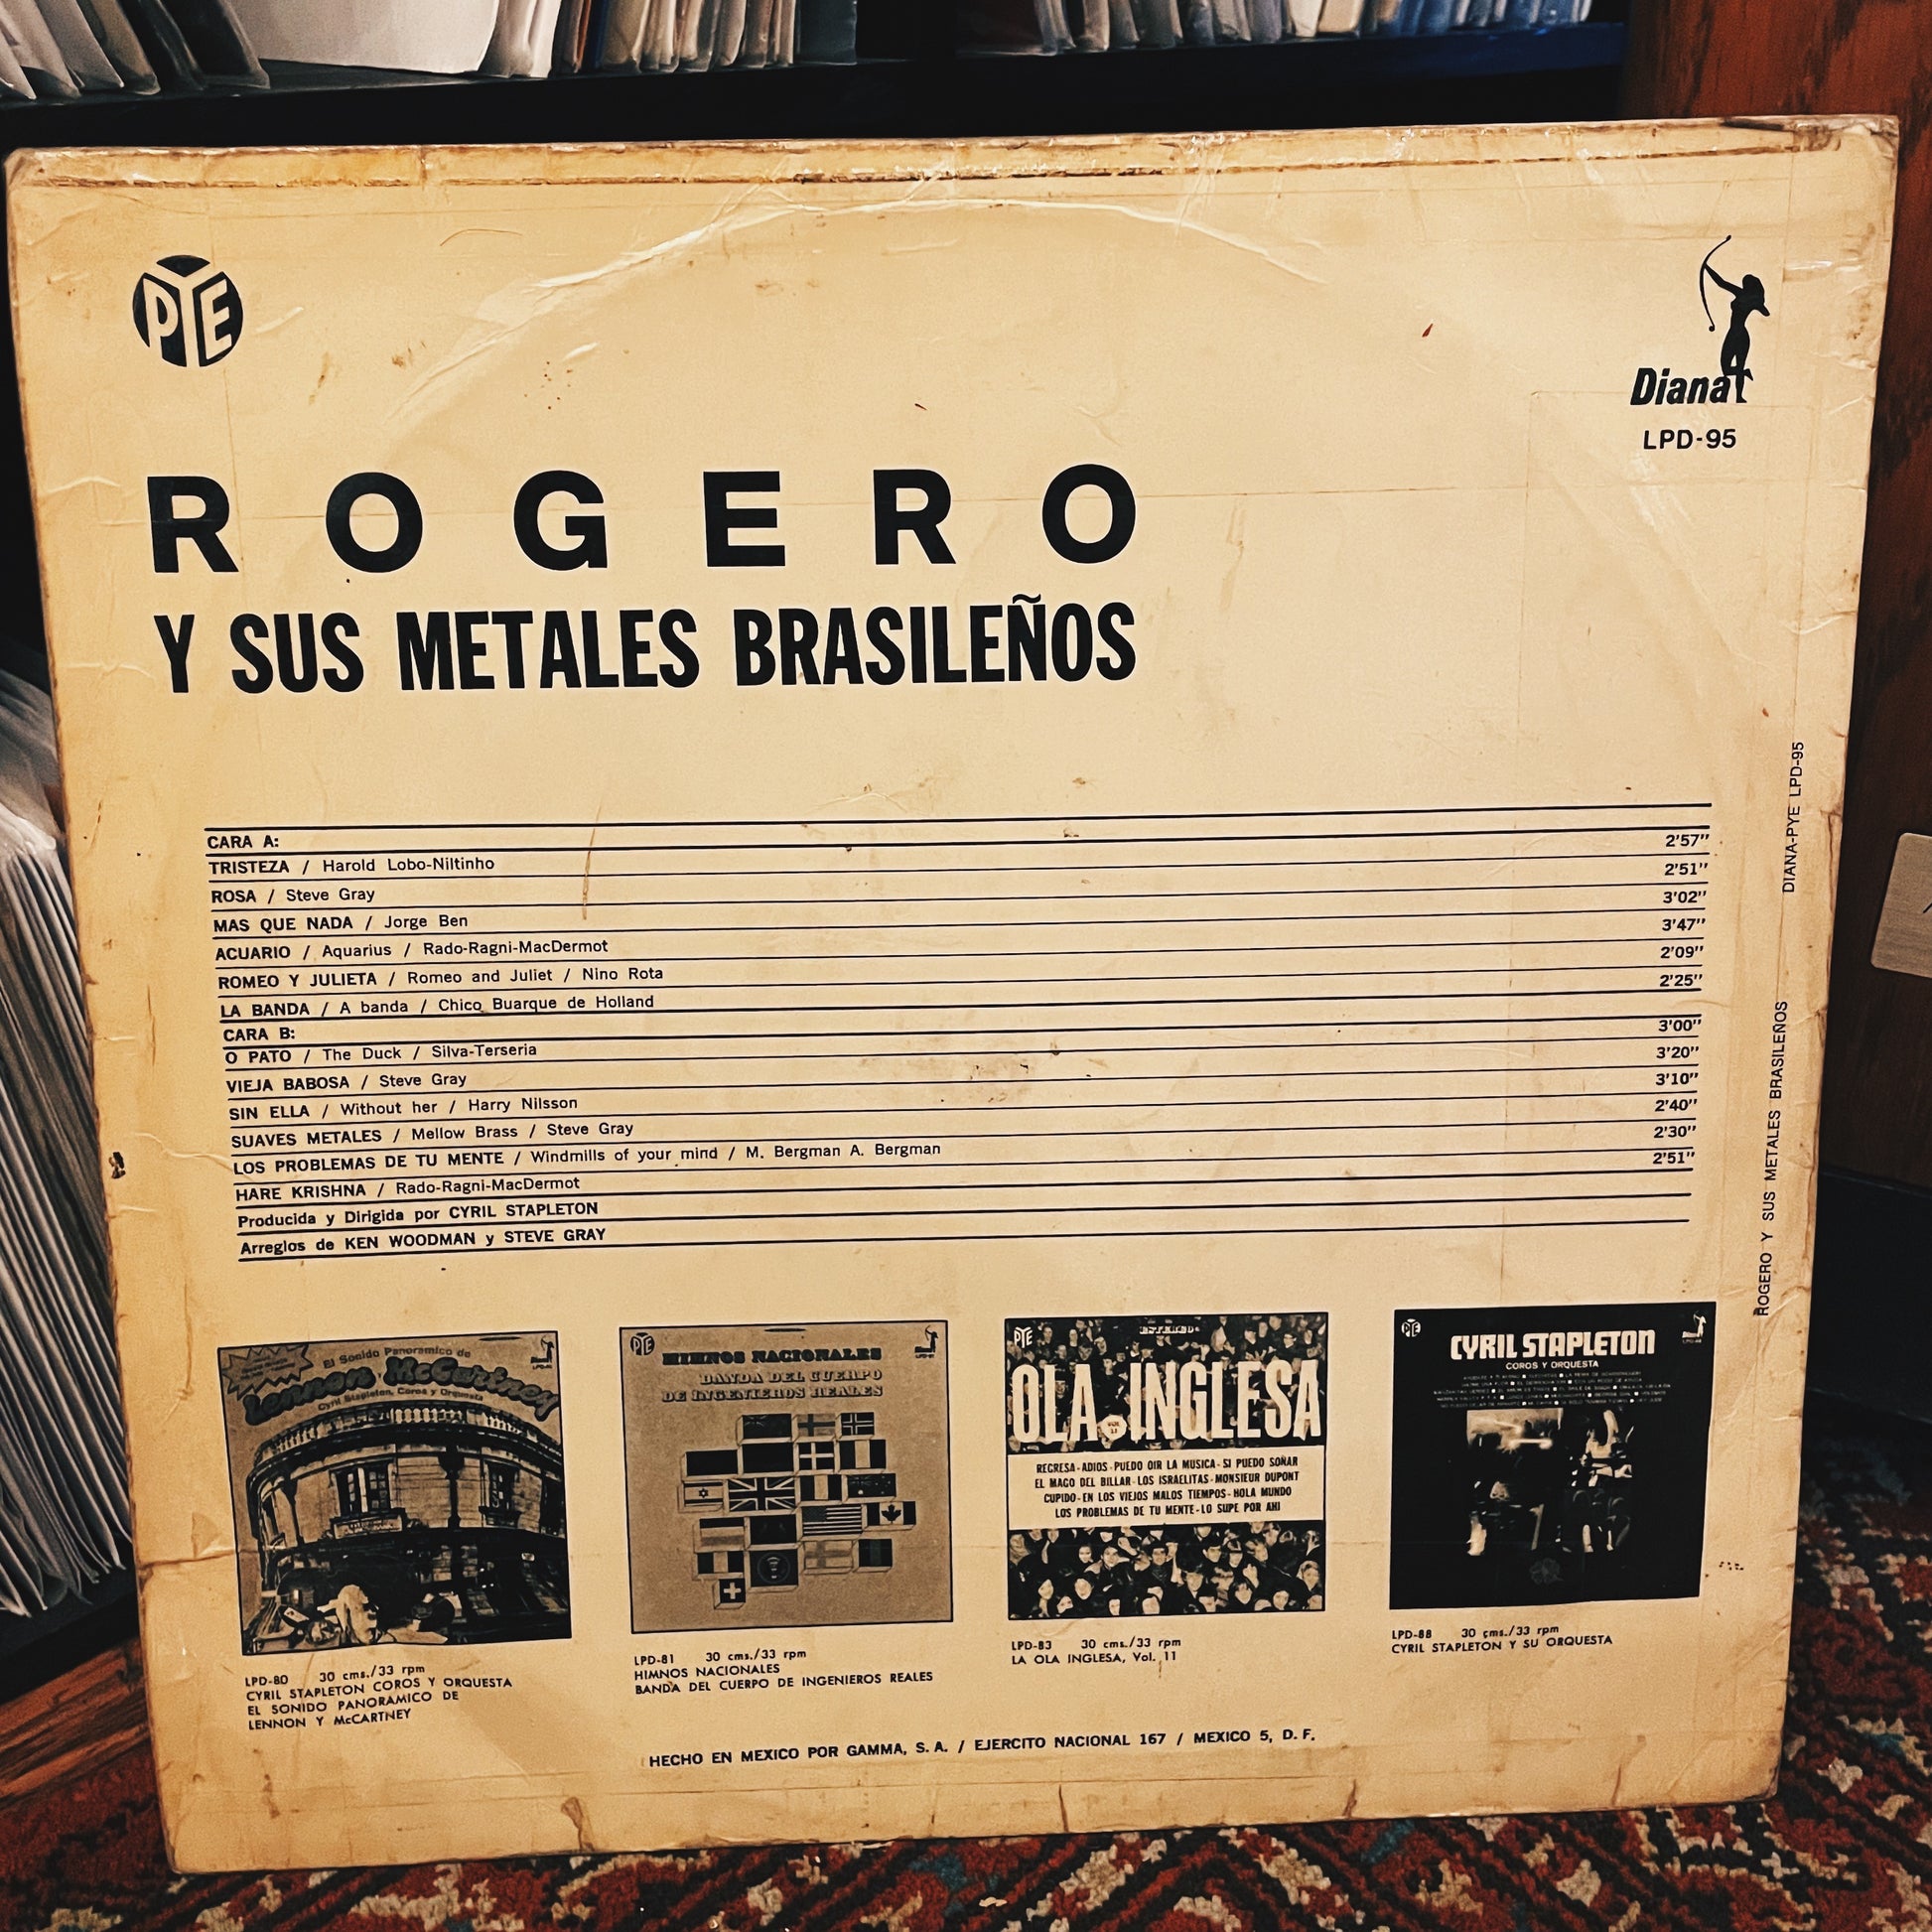 PYE
Diana
LPD-95
ROGERO
Y SUS METALES BRASILEÑOS
CARA A:
TRISTEZA / Harold Lobo-Niltinho 2'57"
ROSA / Steve Gray 2'51"
MAS QUE NADA / Jorge Ben 3'02"
ACUARIO / Aquarius / Rado-Ragni-MacDermot 3'47"
ROMEO Y JULIETA / Romeo and Juliet / Nino Rota 2'09"
LA BANDA / A banda / Chico Buarque de Holland 2'25"
CARA B:
O PATO / The Duck / Silva-Terseria 3'00"
VIEJA BABOSA / Steve Gray 3'20"
SIN ELLA / Without her / Harry Nilsson 3'10"
SUAVES METALES / Mellow Brass / Steve Gray 2'40"
LOS PROBLEMAS DE TU MENTE / Windmills of your mind / M. Bergman A. Bergman 2'30"
HARE KRISHNA / Rado-Ragni-MacDermot 2'51"
Producida y Dirigida por CYRIL STAPLETON
Arreglos de KEN WOODMAN y STEVE GRAY
DIANA-PYE LPD-95
ROGERO Y SUS METALES BRASILEÑOS
El Sonido Panoramico de
Lennon y McCartney
Cyril Stapleton, Coros y Orquesta
LPD-80 30 cms./33 rpm
CYRIL STAPLETON COROS Y ORQUESTA
EL SONIDO PANORAMICO DE
LENNON Y McCARTNEY
PYE
HIMNOS NACIONALES
BANDA DEL CUERPO
DE INGENIEROS REALES
LPD-81 30 cms./33 rpm
HIMNOS NACIONALES
BANDA DEL CUERPO DE INGENIEROS REALES
PYE
ESTEREO
OLA INGLESA
REGRESA-ADIOS-PUEDO OIR LA MUSICA-SI PUEDO SOÑAR
EL MAGO DEL BILLAR-LOS ISRAELITAS-MONSIEUR DUPONT
CUPIDO-EN LOS VIEJOS MALOS TIEMPOS-HOLA MUNDO
LOS PROBLEMAS DE TU MENTE-LO SUPE POR AHI
LPD-83 30 cms./33 rpm
LA OLA INGLESA, Vol. 11
PYE
CYRIL STAPLETON
COROS Y ORQUESTA
LPD-88 30 cms./33 rpm
CYRIL STAPLETON Y SU ORQUESTA
HECHO EN MEXICO POR GAMMA, S.A. / EJERCITO NACIONAL 167 / MEXICO 5, D. F.